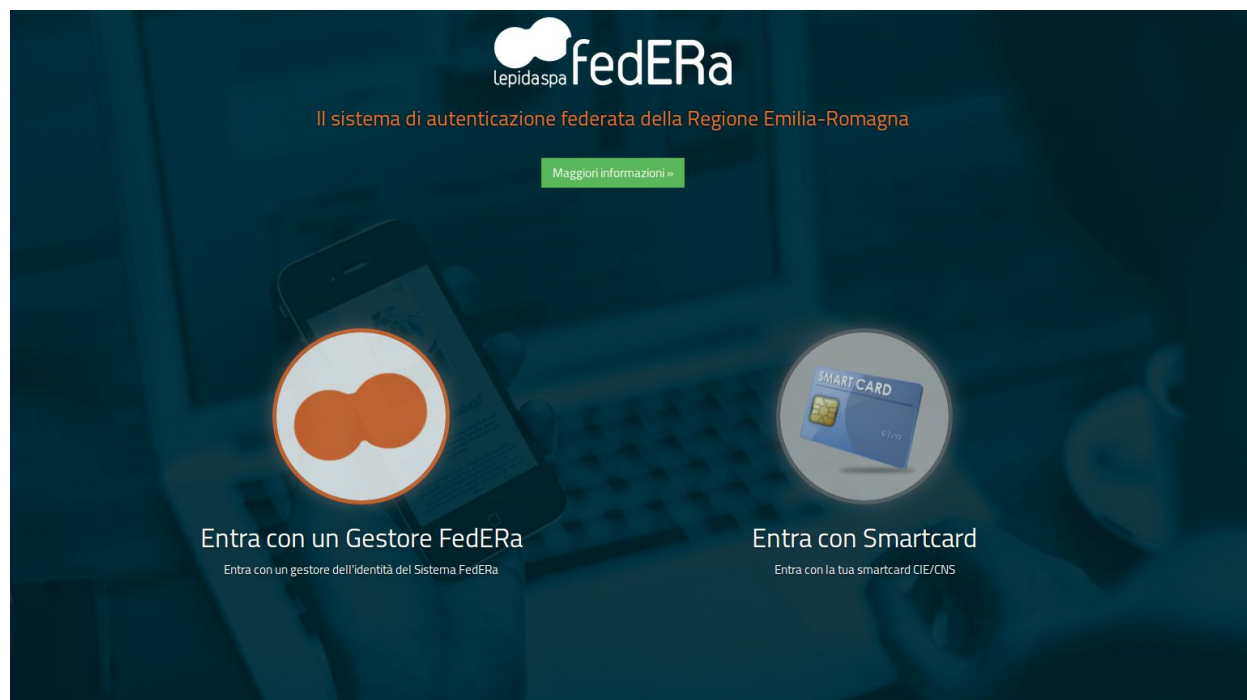 lepidaspa fedERa
Il sistema di autenticazione federata della Regione Emilia-Romagna
Maggiori informazioni »
SMART CARD
Entra con un Gestore FedERa
Entra con Smartcard
Entra con un gestore dell'identità del Sistema FedERa
Entra con la tua smartcard CIE/CNS